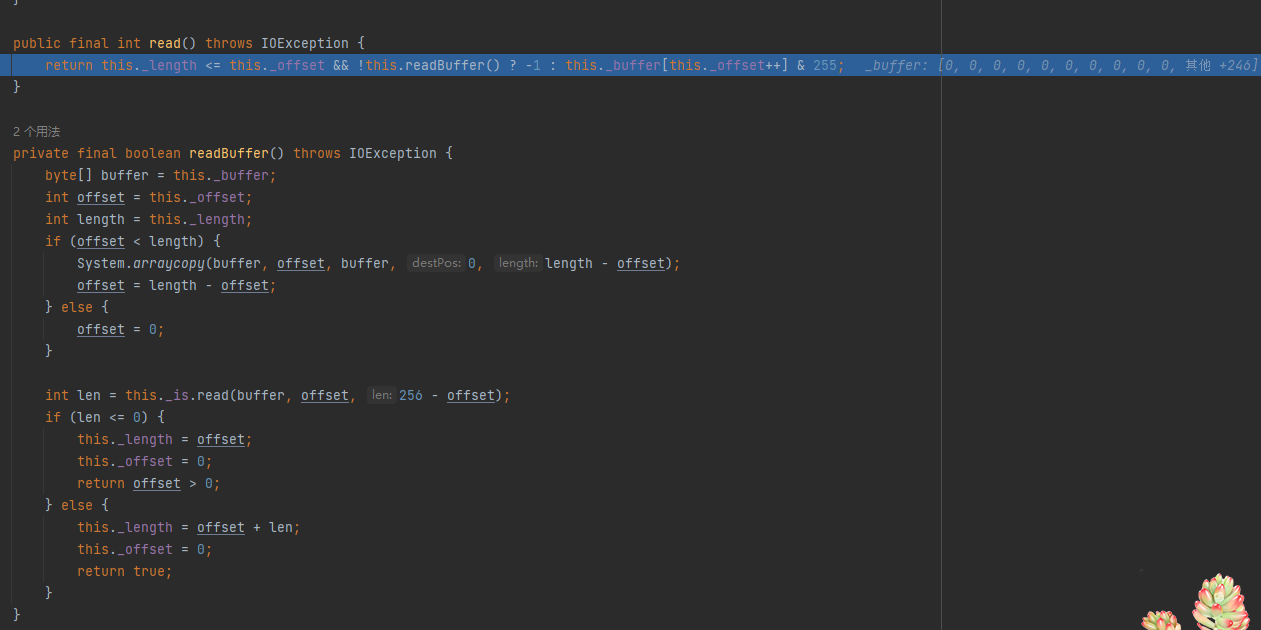 }
public final int read() throws IOException {
    return this._length <= this._offset && !this.readBuffer() ? -1 : this._buffer[this._offset++] & 255;   _buffer: [0, 0, 0, 0, 0, 0, 0, 0, 0, 0, 其他 +246]
}
2 个用法
private final boolean readBuffer() throws IOException {
    byte[] buffer = this._buffer;
    int offset = this._offset;
    int length = this._length;
    if (offset < length) {
        System.arraycopy(buffer, offset, buffer, destPos: 0, length: length - offset);
        offset = length - offset;
    } else {
        offset = 0;
    }
    int len = this._is.read(buffer, offset, len: 256 - offset);
    if (len <= 0) {
        this._length = offset;
        this._offset = 0;
        return offset > 0;
    } else {
        this._length = offset + len;
        this._offset = 0;
        return true;
    }
}